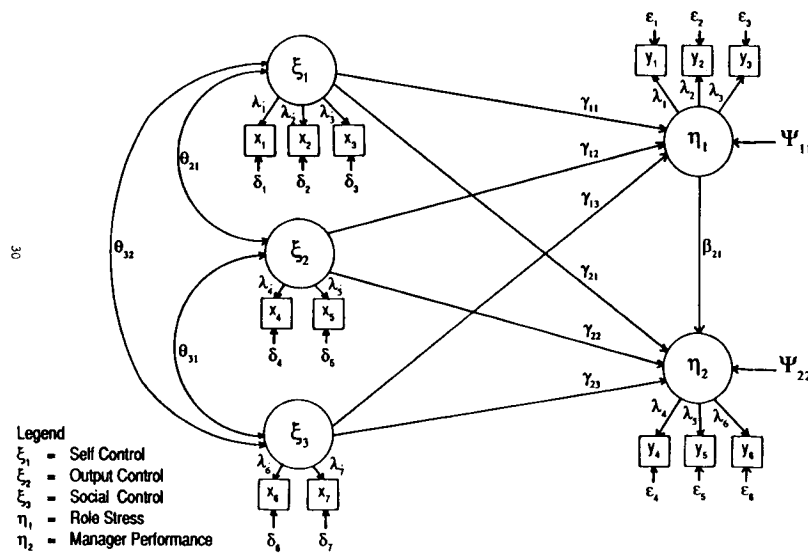 ε₁ ε₂ ε₃
y₁ y₂ y₃
λ₁ λ₂ λ₃
ξ₁
λ₁ λ₂ λ₃
x₁ x₂ x₃
δ₁ δ₂ δ₃
γ₁₁
η₁
Ψ₁₁
γ₁₂
γ₁₃
θ₂₁
θ₃₂
30
ξ₂
λ₄ λ₅
x₄ x₅
δ₄ δ₅
β₂₁
γ₂₁
γ₂₂
γ₂₃
θ₃₁
η₂
Ψ₂₂
λ₄ λ₅ λ₆
y₄ y₅ y₆
ε₄ ε₅ ε₆
ξ₃
λ₆ λ₇
x₆ x₇
δ₆ δ₇
Legend
ξ₁ = Self Control
ξ₂ = Output Control
ξ₃ = Social Control
η₁ = Role Stress
η₂ = Manager Performance